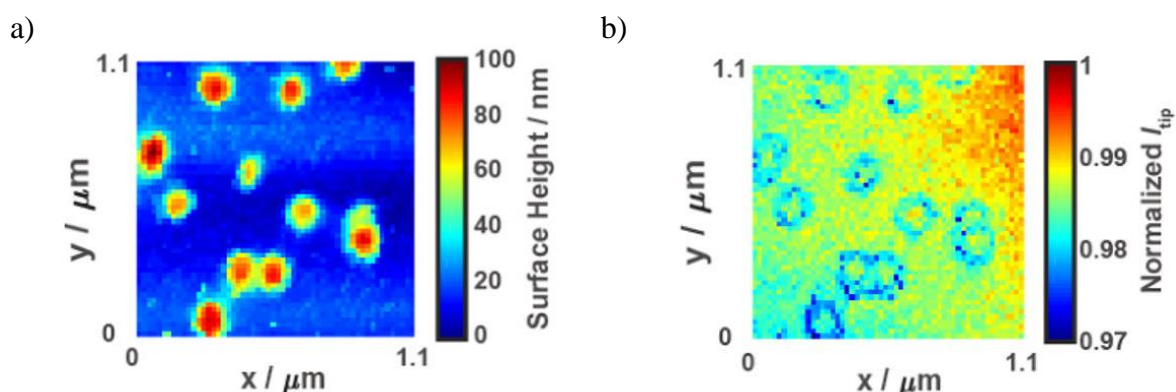 a)
1.1
y / μm
0
0
1.1
x / μm
100
80
60
40
20
0
Surface Height / nm
b)
1.1
y / μm
0
0
1.1
x / μm
1
0.99
0.98
0.97
Normalized Itip